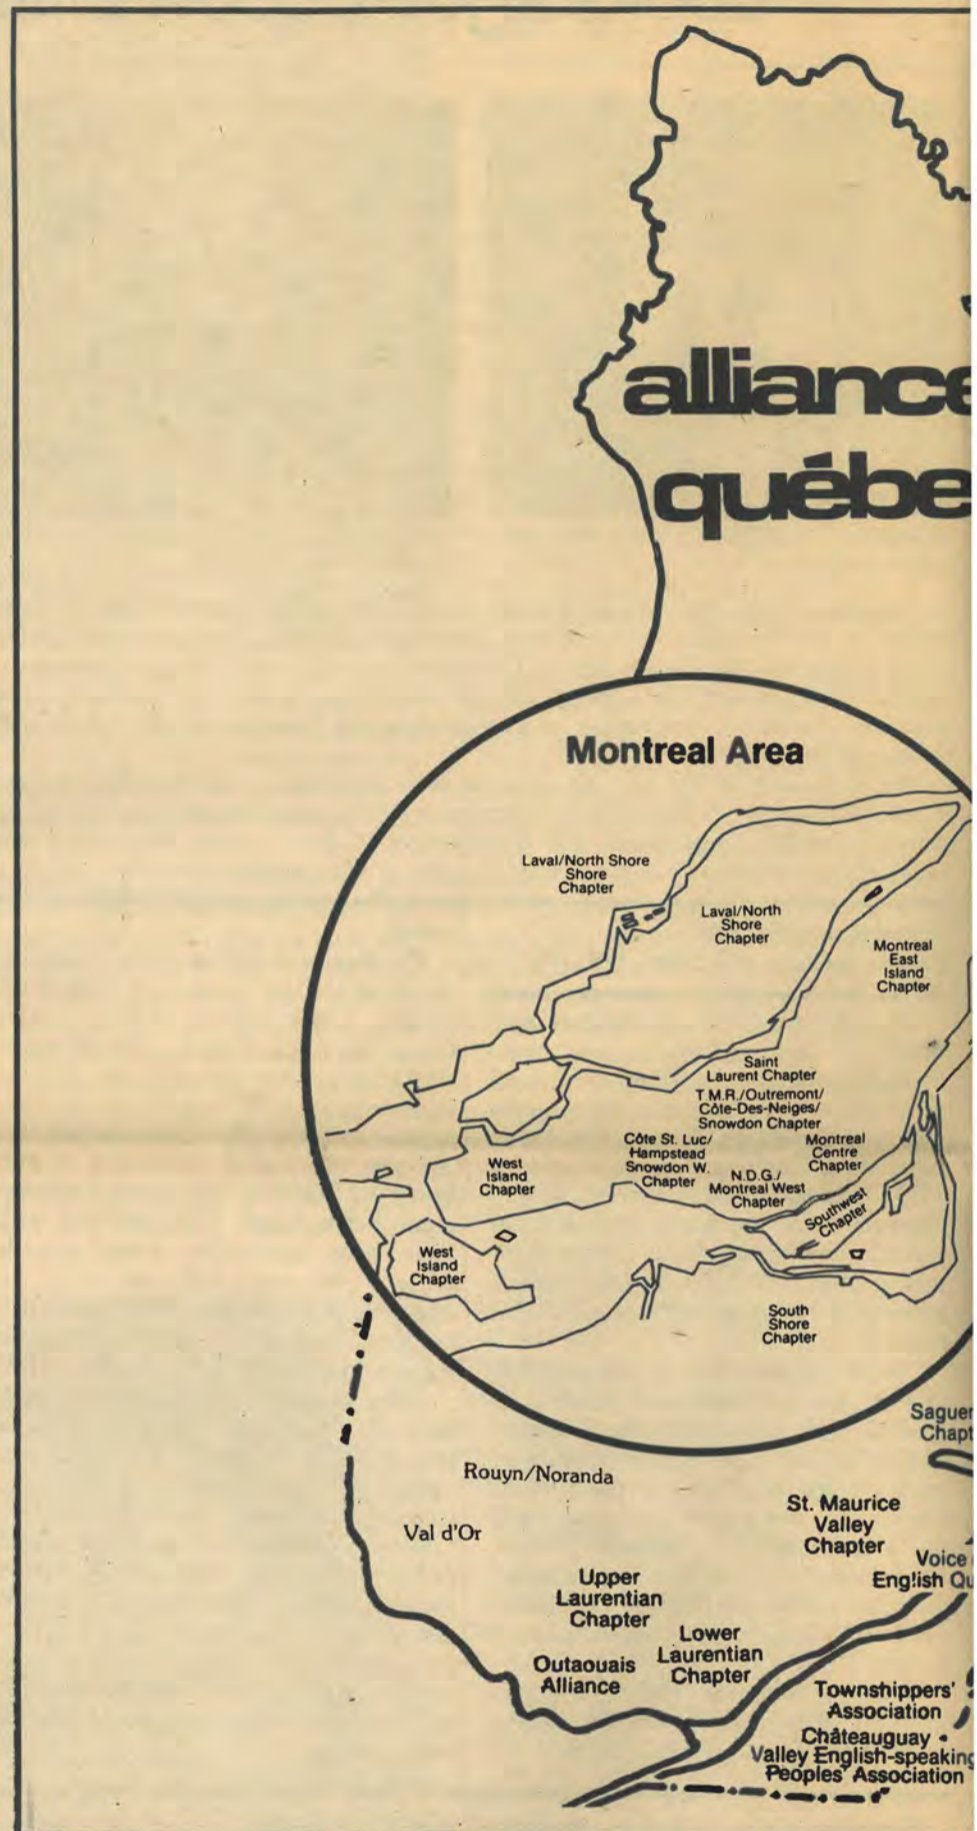 alliance
québe
Montreal Area
Laval/North Shore
Shore
Chapter
Laval/North
Shore
Chapter
Montreal
East
Island
Chapter
Saint
Laurent Chapter
T.M.R./Outremont/
Côte-Des-Neiges/
Snowdon Chapter
Côte St. Luc/
Hampstead
Snowdon W.
Chapter
Montreal
Centre
Chapter
N.D.G./
Montreal West
Chapter
West
Island
Chapter
Southwest
Chapter
West
Island
Chapter
South
Shore
Chapter
Saguen
Chapt
Rouyn/Noranda
Val d'Or
St. Maurice
Valley
Chapter
Voice
English Qu
Upper
Laurentian
Chapter
Lower
Laurentian
Chapter
Outaouais
Alliance
Townshippers'
Association
Châteauguay
Valley English-speaking
Peoples' Association